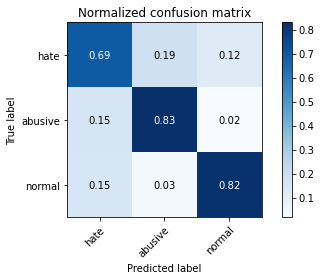 Normalized confusion matrix
hate 0.69 0.19 0.12
abusive 0.15 0.83 0.02
normal 0.15 0.03 0.82
hate abusive normal
True label
Predicted label
0.8
0.7
0.6
0.5
0.4
0.3
0.2
0.1